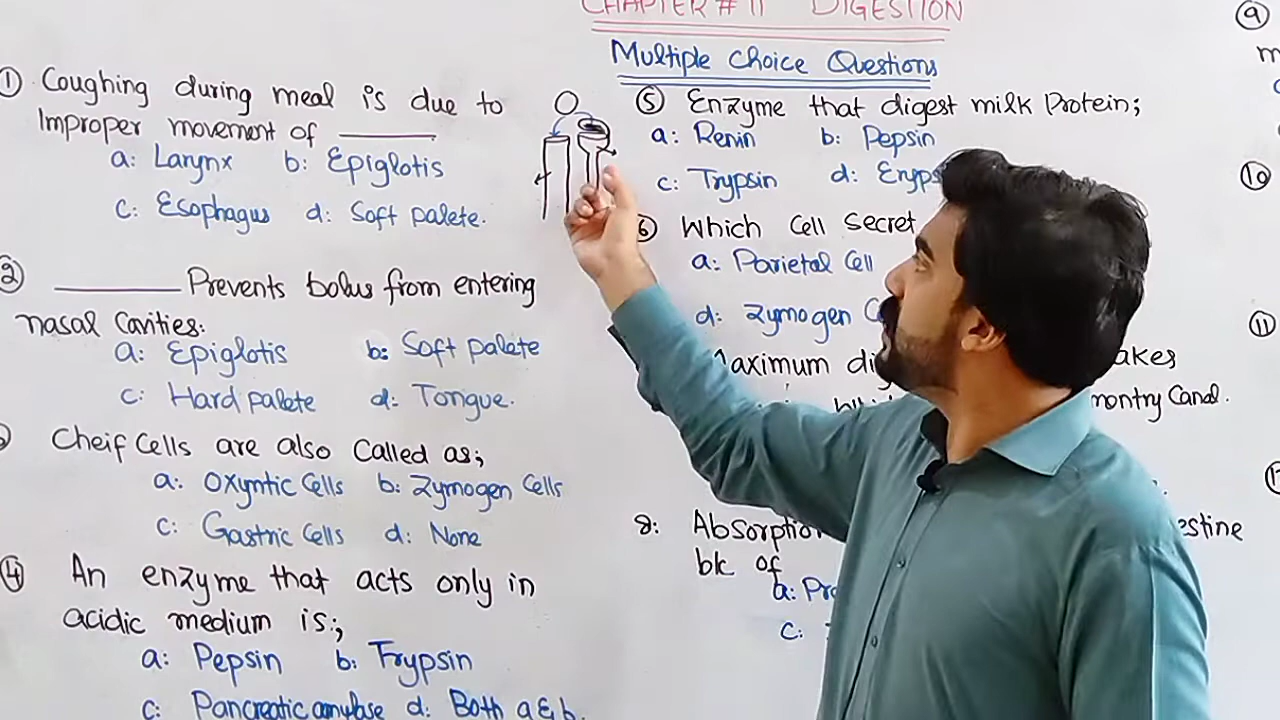 CHAPTER # 11 DIGESTION
Multiple Choice Questions
① Coughing during meal is due to
Improper movement of ________
a: Larynx b: Epiglotis
c: Esophagus d: Soft palete.
② ________ Prevents bolus from entering
nasal Cavities:
a: Epiglotis b: Soft palete
c: Hard palete d: Tongue.
Cheif Cells are also Called as;
a: Oxyntic Cells b: Zymogen Cells
c: Gastric Cells d: None
④ An enzyme that acts only in
acidic medium is:;
a: Pepsin b: Trypsin
c: Pancreatic amylase d: Both a & b.
⑤ Enzyme that digest milk Protein;
a: Renin b: Pepsin
c: Trypsin d:
⑥ Which Cell Secret
a: Parietal Cell
d: Zymogen
Maximum
Canal.
8: Absorption
b/c of
a:
c:
⑨
⑩
⑪